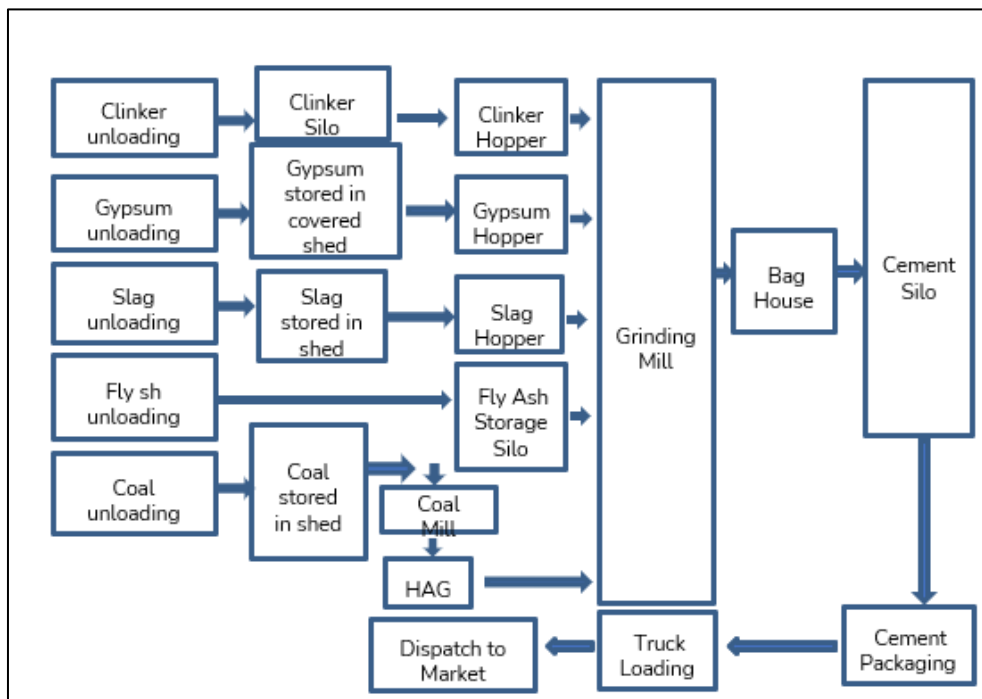 Clinker
unloading
Clinker
Silo
Clinker
Hopper
Gypsum
unloading
Gypsum
stored in
covered
shed
Gypsum
Hopper
Slag
unloading
Slag
stored in
shed
Slag
Hopper
Fly sh
unloading
Fly Ash
Storage
Silo
Coal
unloading
Coal
stored
in shed
Coal
Mill
HAG
Grinding
Mill
Bag
House
Cement
Silo
Cement
Packaging
Truck
Loading
Dispatch to
Market